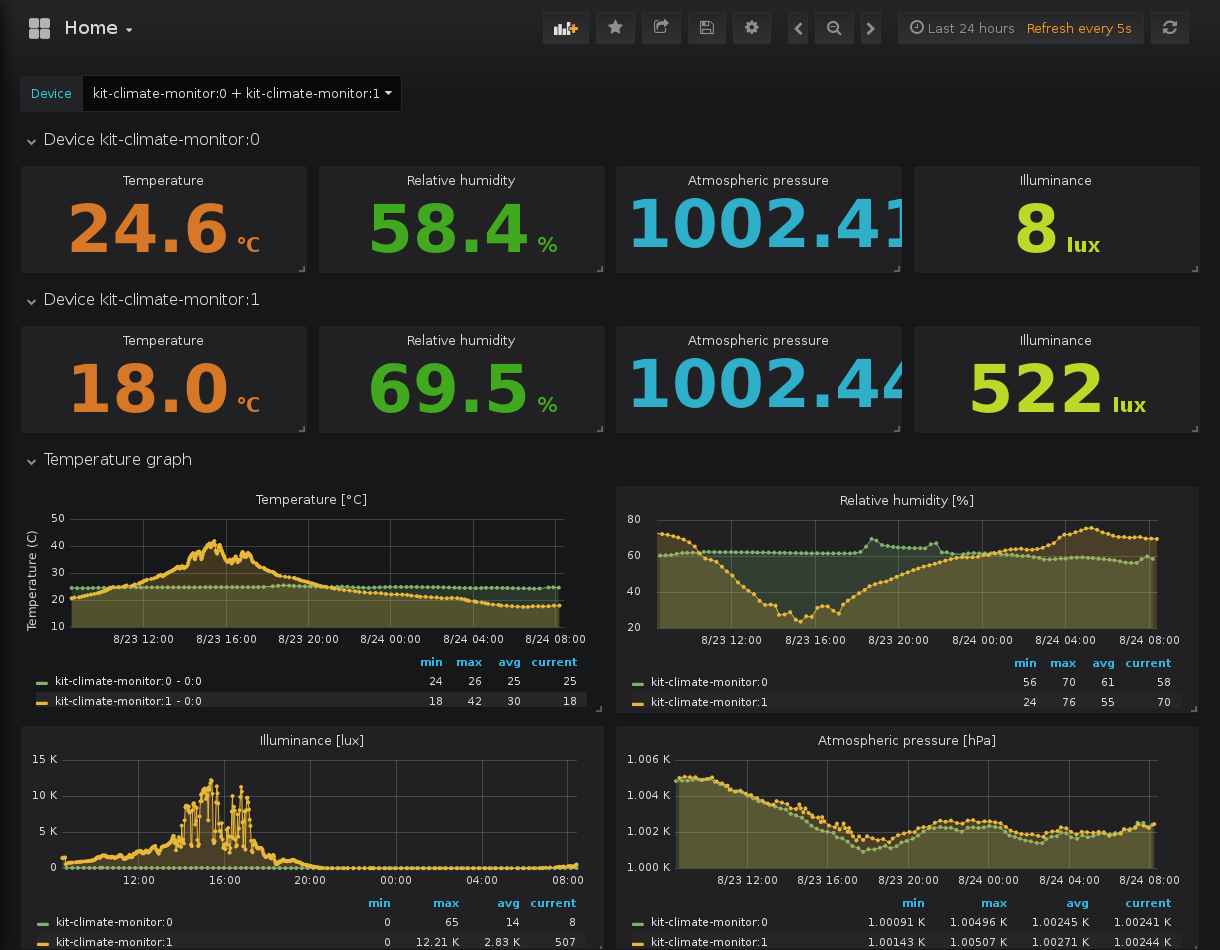 Home
Last 24 hours Refresh every 5s
Device kit-climate-monitor:0 + kit-climate-monitor:1
Device kit-climate-monitor:0
Temperature Relative humidity Atmospheric pressure Illuminance
24.6 °C 58.4 % 1002.41 8 lux
Device kit-climate-monitor:1
Temperature Relative humidity Atmospheric pressure Illuminance
18.0 °C 69.5 % 1002.44 522 lux
Temperature graph
Temperature [°C]
Temperature (C)
50
40
30
20
10
8/23 12:00 8/23 16:00 8/23 20:00 8/24 00:00 8/24 04:00 8/24 08:00
min max avg current
kit-climate-monitor:0 - 0:0 24 26 25 25
kit-climate-monitor:1 - 0:0 18 42 30 18
Relative humidity [%]
80
60
40
20
8/23 12:00 8/23 16:00 8/23 20:00 8/24 00:00 8/24 04:00 8/24 08:00
min max avg current
kit-climate-monitor:0 56 70 61 58
kit-climate-monitor:1 24 76 55 70
Illuminance [lux]
15 K
10 K
5 K
0
12:00 16:00 20:00 00:00 04:00 08:00
min max avg current
kit-climate-monitor:0 0 65 14 8
kit-climate-monitor:1 0 12.21 K 2.83 K 507
Atmospheric pressure [hPa]
1.006 K
1.004 K
1.002 K
1.000 K
8/23 12:00 8/23 16:00 8/23 20:00 8/24 00:00 8/24 04:00 8/24 08:00
min max avg current
kit-climate-monitor:0 1.00091 K 1.00496 K 1.00245 K 1.00241 K
kit-climate-monitor:1 1.00143 K 1.00507 K 1.00271 K 1.00244 K